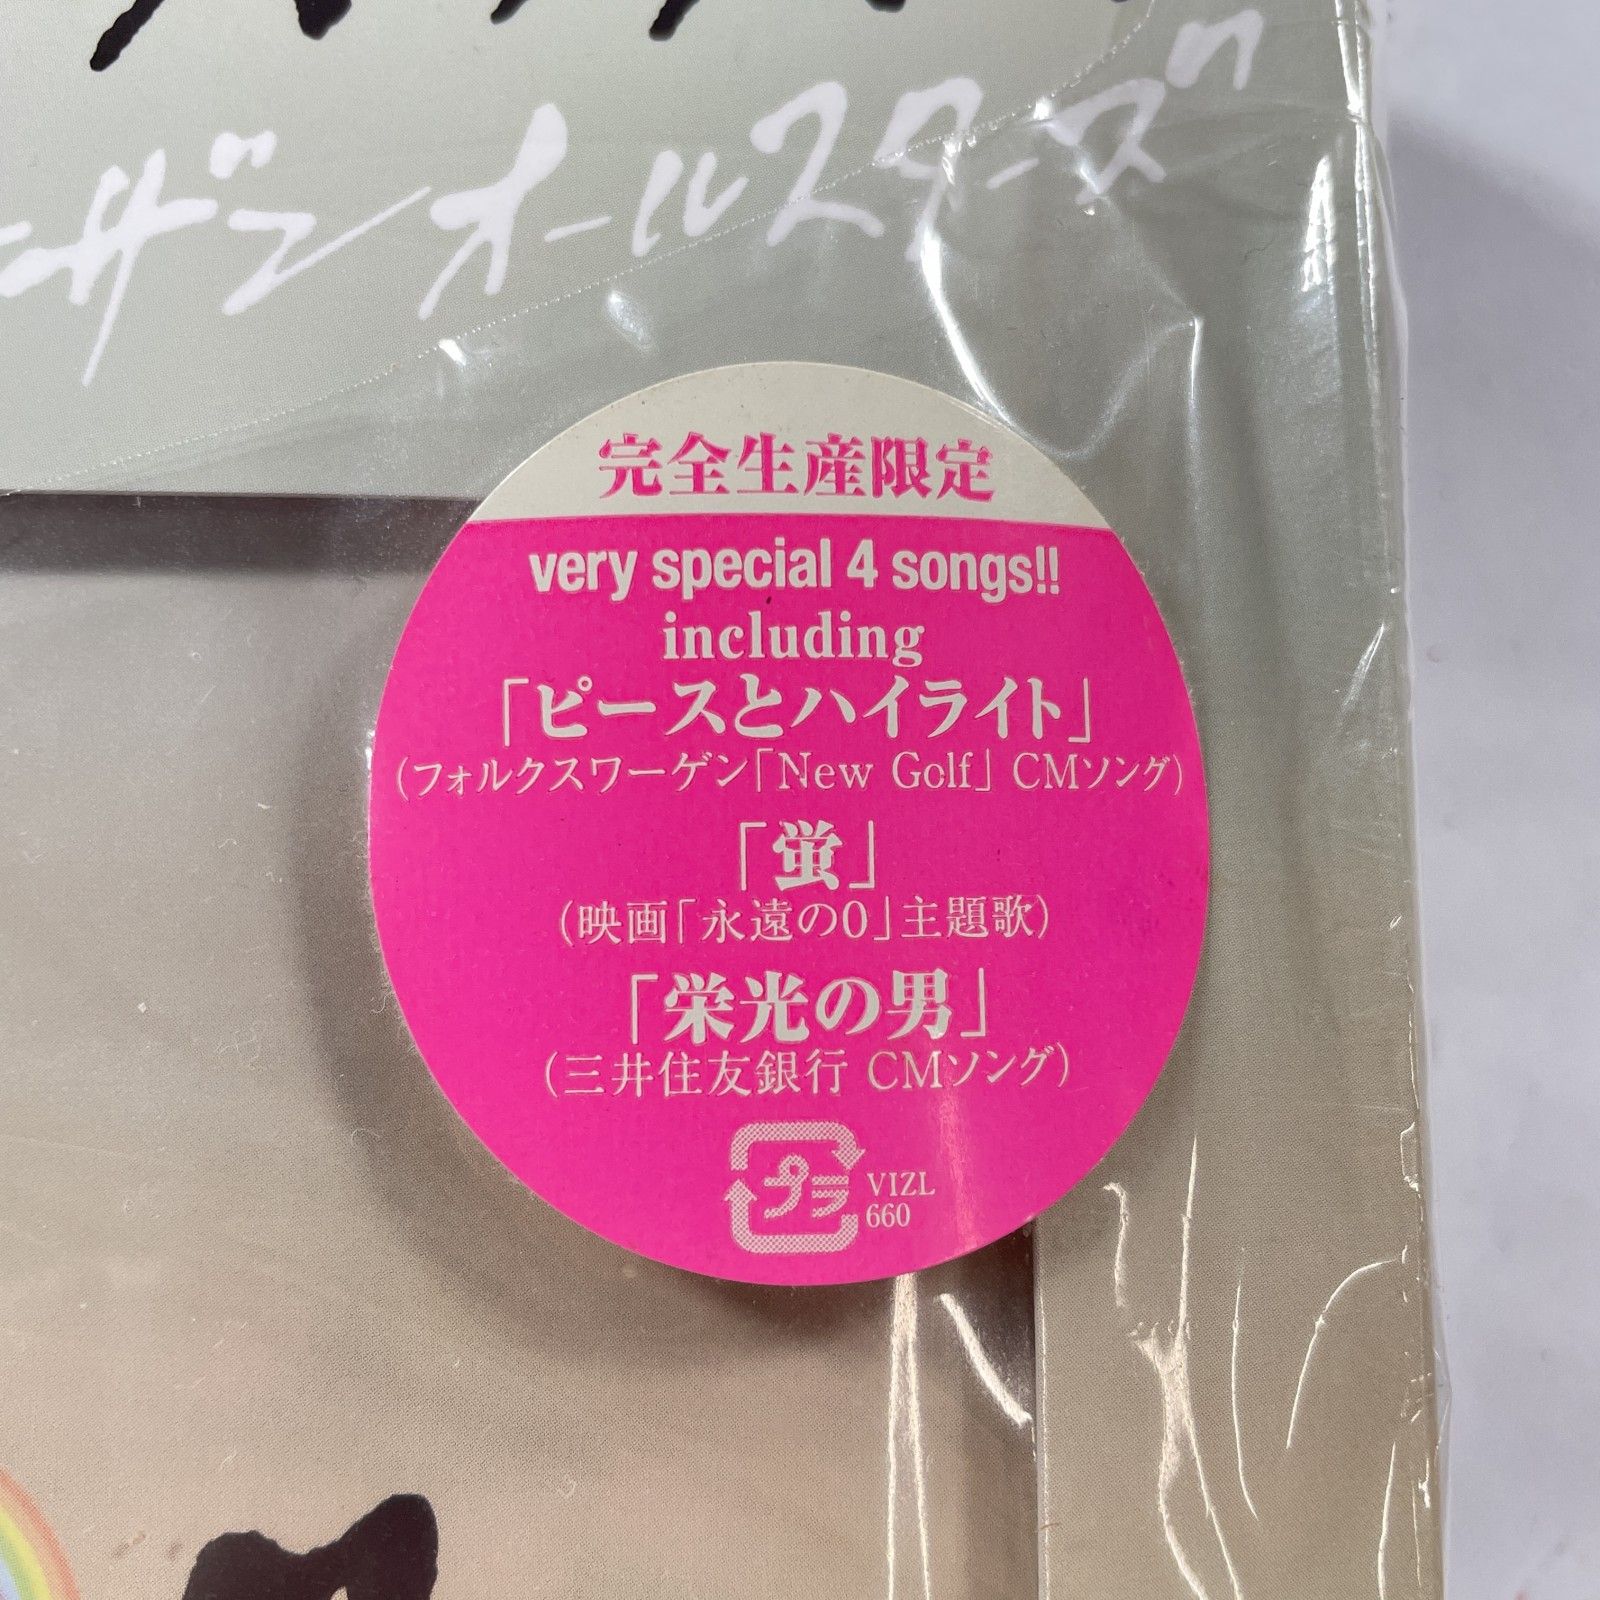 ーザンオールスターズ
完全生産限定
very special 4 songs!!
including
「ピースとハイライト」
(フォルクスワーゲン「New Golf」CMソング)
「蛍」
(映画「永遠の0」主題歌)
「栄光の男」
(三井住友銀行 CMソング)
プラ
VIZL
660